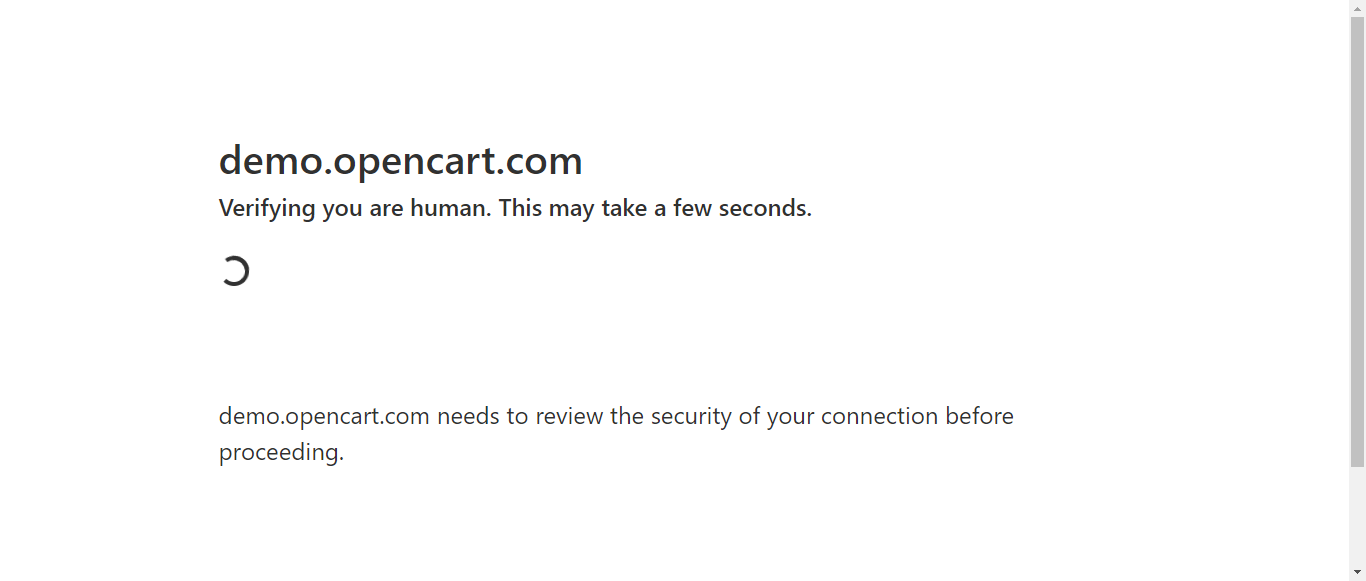 demo.opencart.com
Verifying you are human. This may take a few seconds.
demo.opencart.com needs to review the security of your connection before
proceeding.